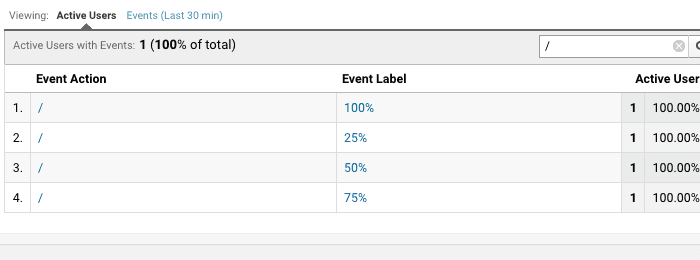 Viewing: Active Users Events (Last 30 min)
Active Users with Events: 1 (100% of total) /
Event Action Event Label Active User
1. / 100% 1 100.00%
2. / 25% 1 100.00%
3. / 50% 1 100.00%
4. / 75% 1 100.00%